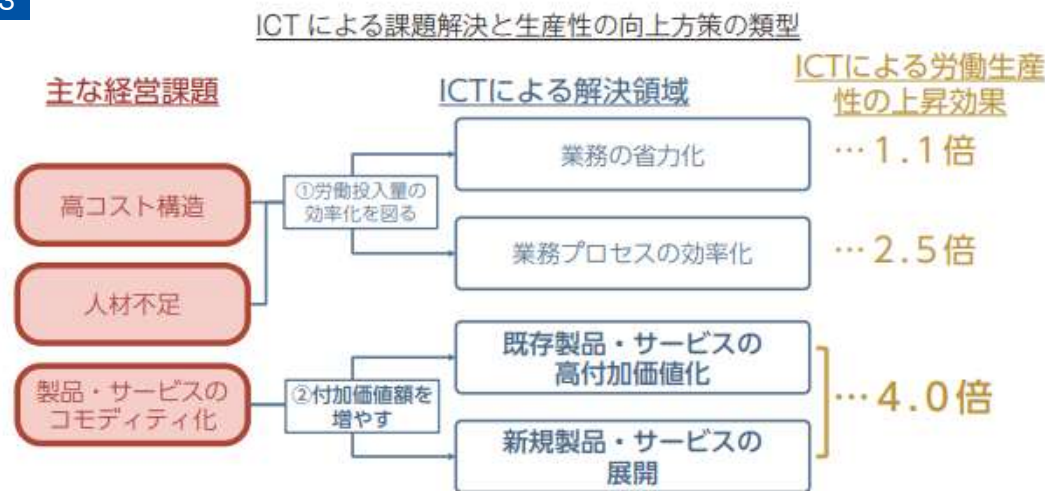 3
ICT による課題解決と生産性の向上方策の類型
主な経営課題
ICTによる解決領域
ICTによる労働生産
性の上昇効果
高コスト構造
人材不足
製品・サービスの
コモディティ化
①労働投入量の
効率化を図る
②付加価値額を
増やす
業務の省力化
業務プロセスの効率化
既存製品・サービスの
高付加価値化
新規製品・サービスの
展開
…1.1倍
…2.5倍
…4.0倍